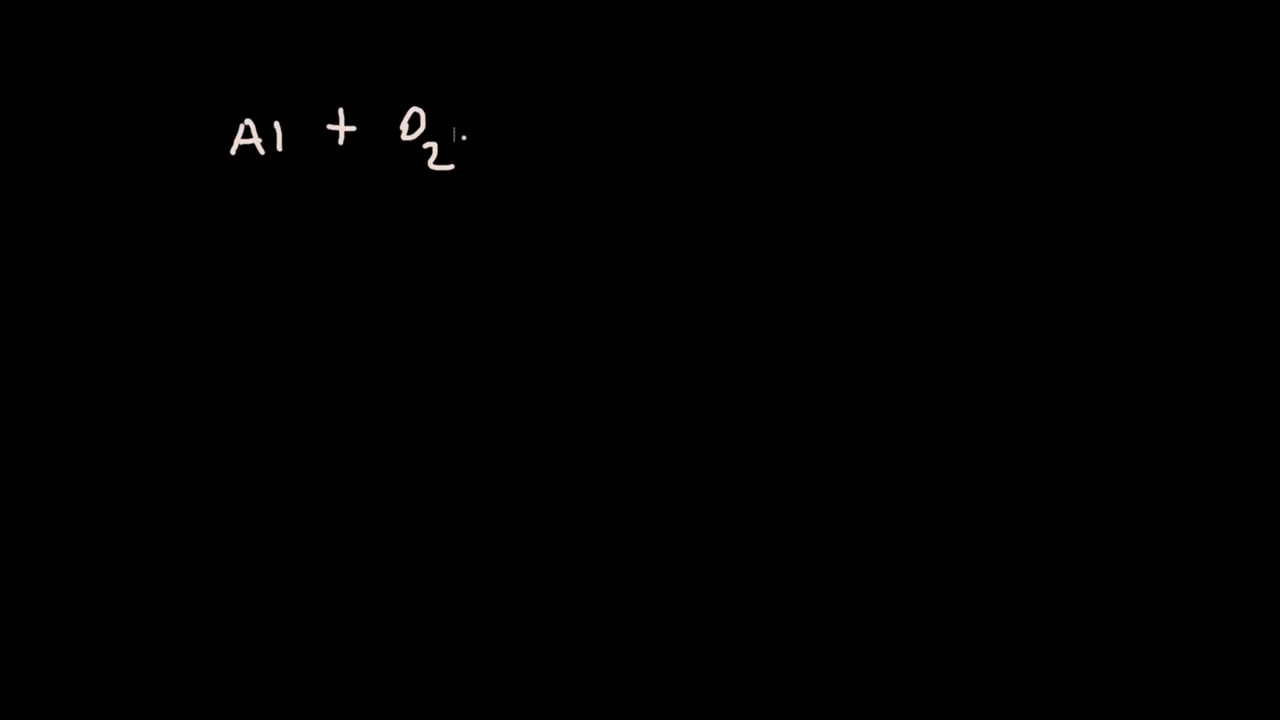 Al + O₂